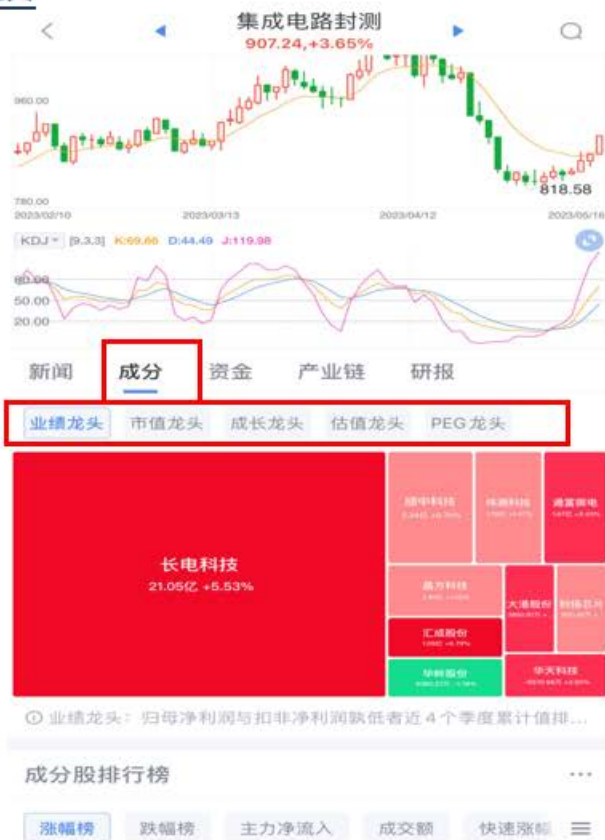 集成电路封测
907.24,+3.65%
960.00
818.58
780.00
2023/02/10 2023/03/13 2023/04/12 2023/05/16
KDJ [9.3.3] K:69.66 D:44.49 J:119.98
80.00
50.00
20.00
新闻 成分 资金 产业链 研报
业绩龙头 市值龙头 成长龙头 估值龙头 PEG龙头
长电科技
21.05亿 +5.53%
通富微电
晶方科技
大港股份
汇成股份
华天科技
业绩龙头：归母净利润与扣非净利润孰低者近4个季度累计值排...
成分股排行榜
涨幅榜 跌幅榜 主力净流入 成交额 快速涨幅